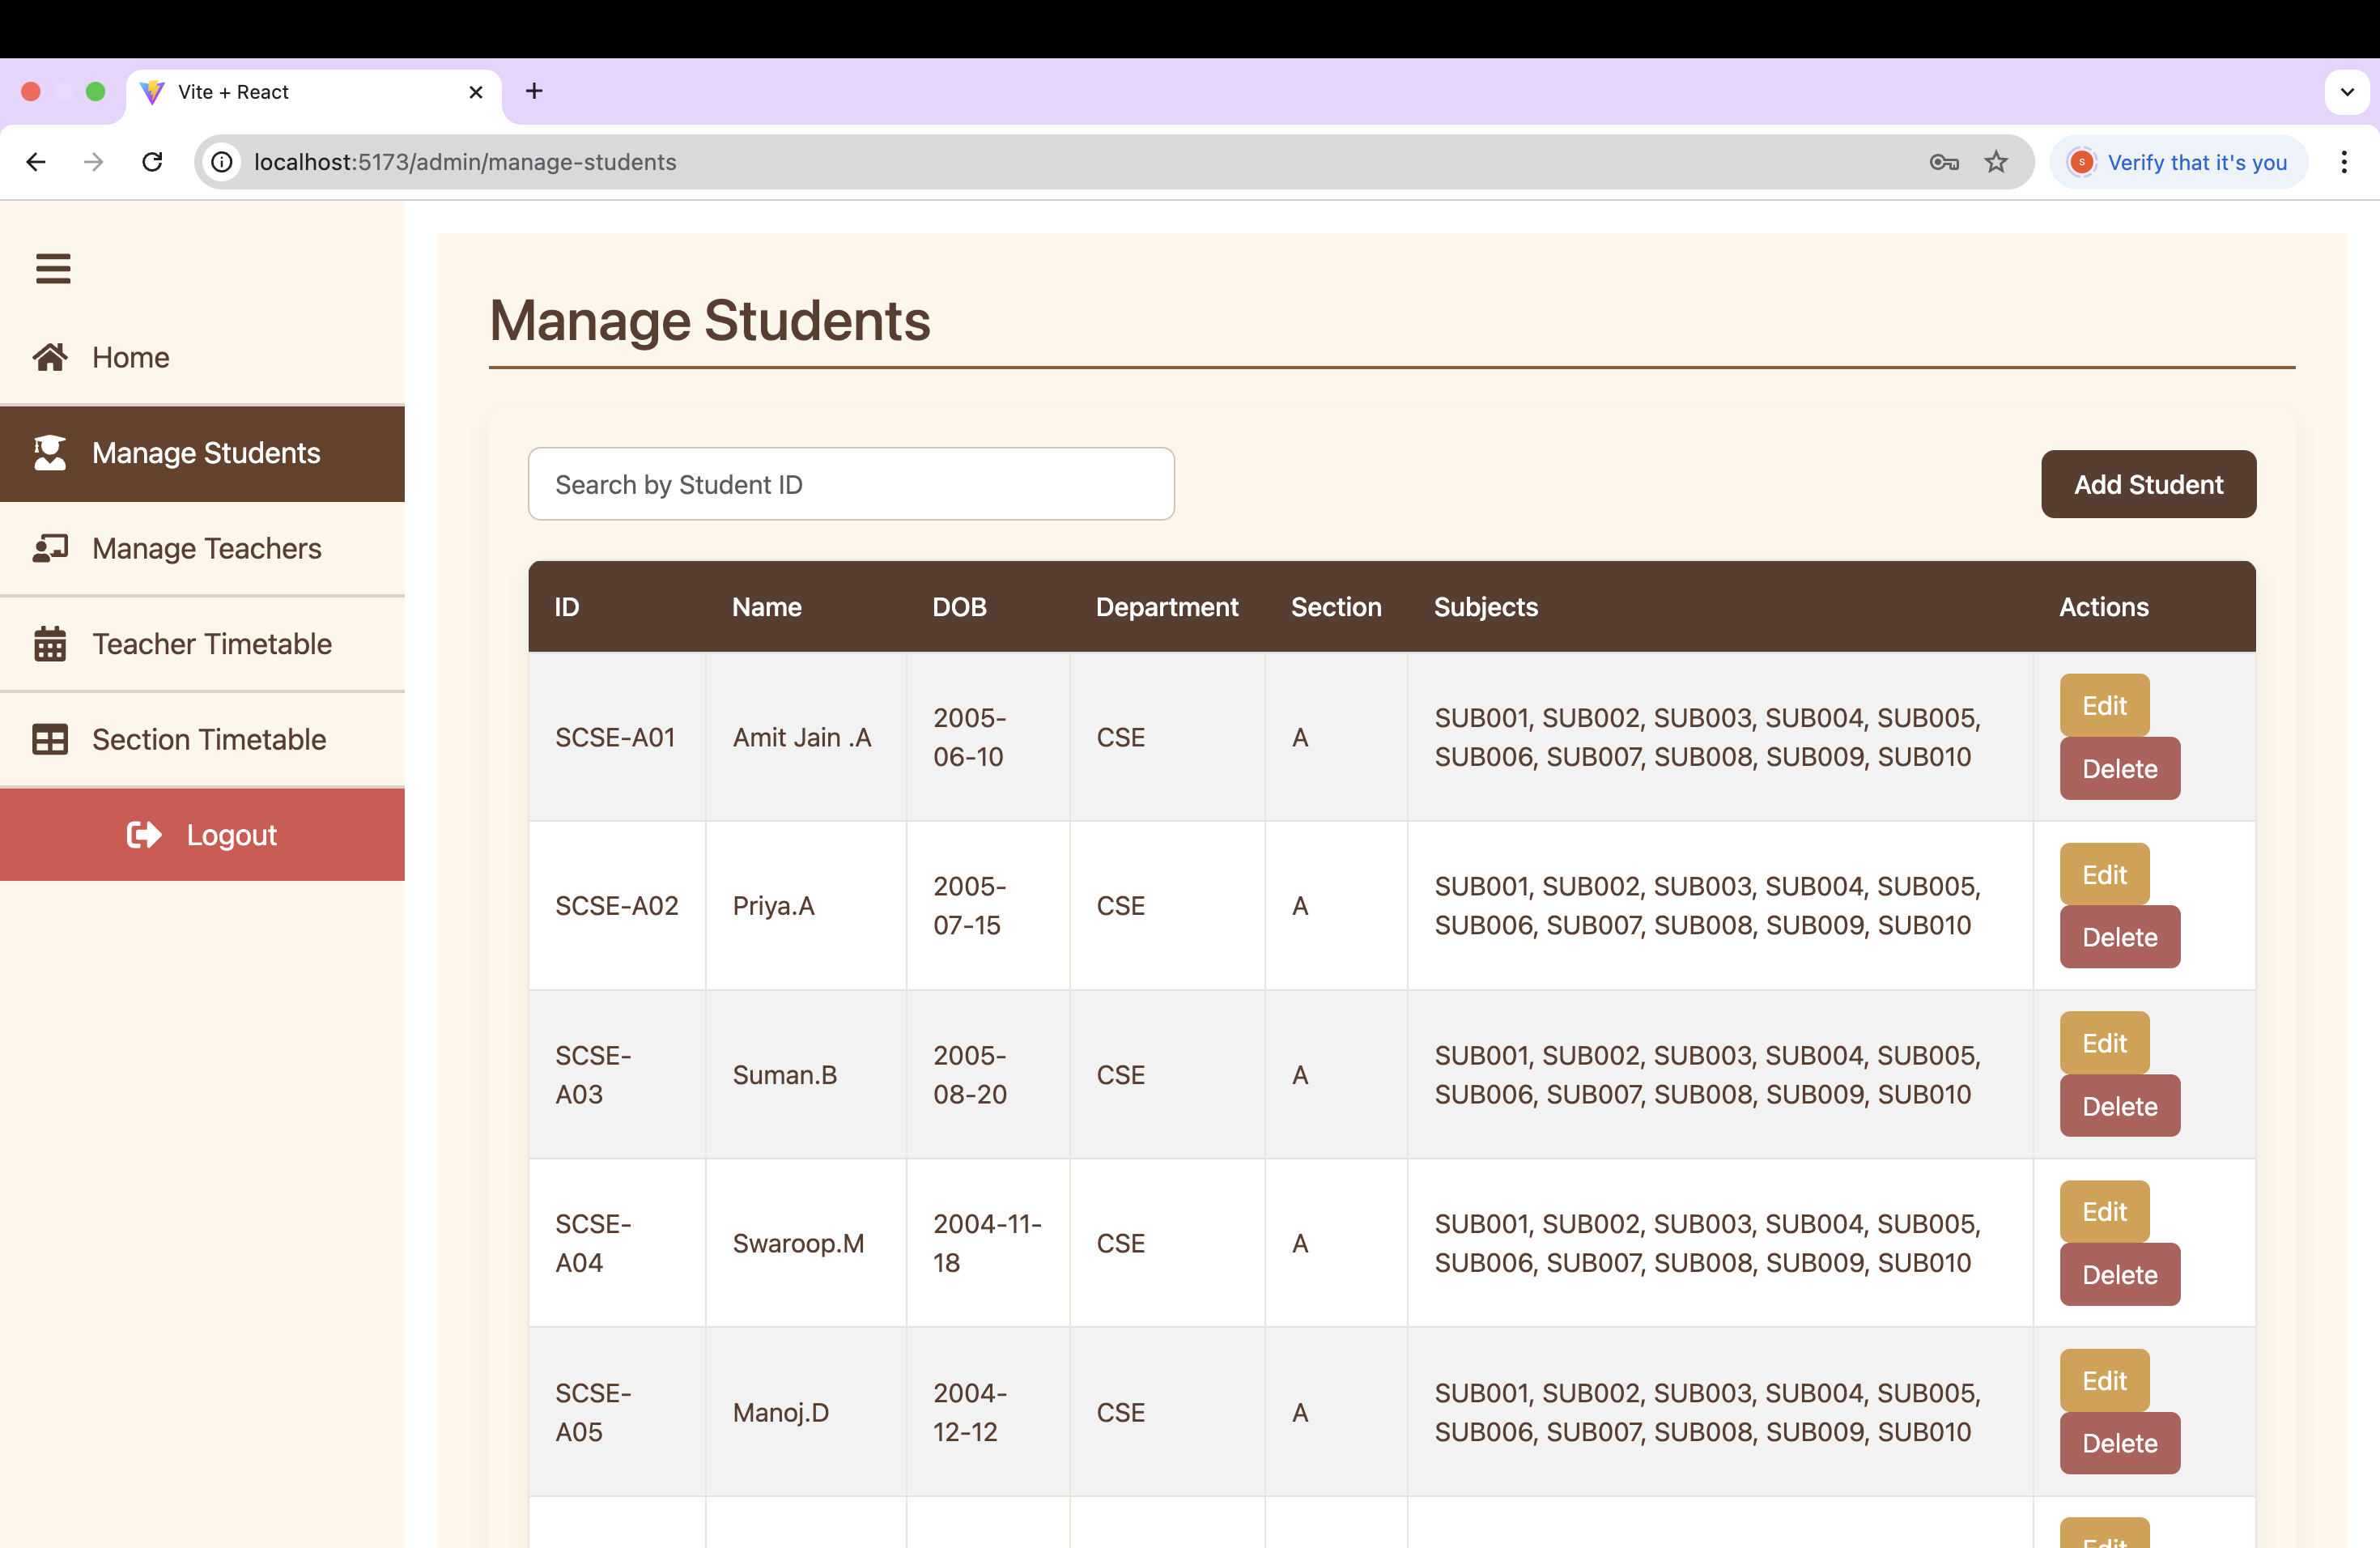 Vite + React
localhost:5173/admin/manage-students
S
Verify that it's you
Home
Manage Students
Manage Teachers
Teacher Timetable
Section Timetable
Logout
Manage Students
Search by Student ID
Add Student
ID Name DOB Department Section Subjects Actions
SCSE-A01 Amit Jain .A 2005- CSE A SUB001, SUB002, SUB003, SUB004, SUB005, Edit
06-10 SUB006, SUB007, SUB008, SUB009, SUB010 Delete
SCSE-A02 Priya.A 2005- CSE A SUB001, SUB002, SUB003, SUB004, SUB005, Edit
07-15 SUB006, SUB007, SUB008, SUB009, SUB010 Delete
SCSE- Suman.B 2005- CSE A SUB001, SUB002, SUB003, SUB004, SUB005, Edit
A03 08-20 SUB006, SUB007, SUB008, SUB009, SUB010 Delete
SCSE- Swaroop.M 2004-11- CSE A SUB001, SUB002, SUB003, SUB004, SUB005, Edit
A04 18 SUB006, SUB007, SUB008, SUB009, SUB010 Delete
SCSE- Manoj.D 2004- CSE A SUB001, SUB002, SUB003, SUB004, SUB005, Edit
A05 12-12 SUB006, SUB007, SUB008, SUB009, SUB010 Delete
Edit